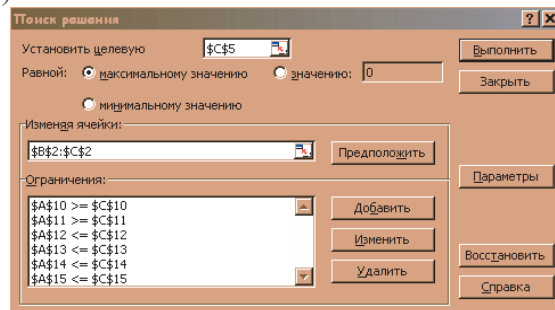 )
Поиск решения
Установить целевую $C$5 Выполнить
Равной: максимальному значению значению: 0 Закрыть
минимальному значению
Изменяя ячейки:
$B$2:$C$2 Предположить
Ограничения: Параметры
$A$10 >= $C$10 Добавить
$A$11 >= $C$11
$A$12 <= $C$12 Изменить
$A$13 <= $C$13 Восстановить
$A$14 <= $C$14 Удалить
$A$15 <= $C$15 Справка